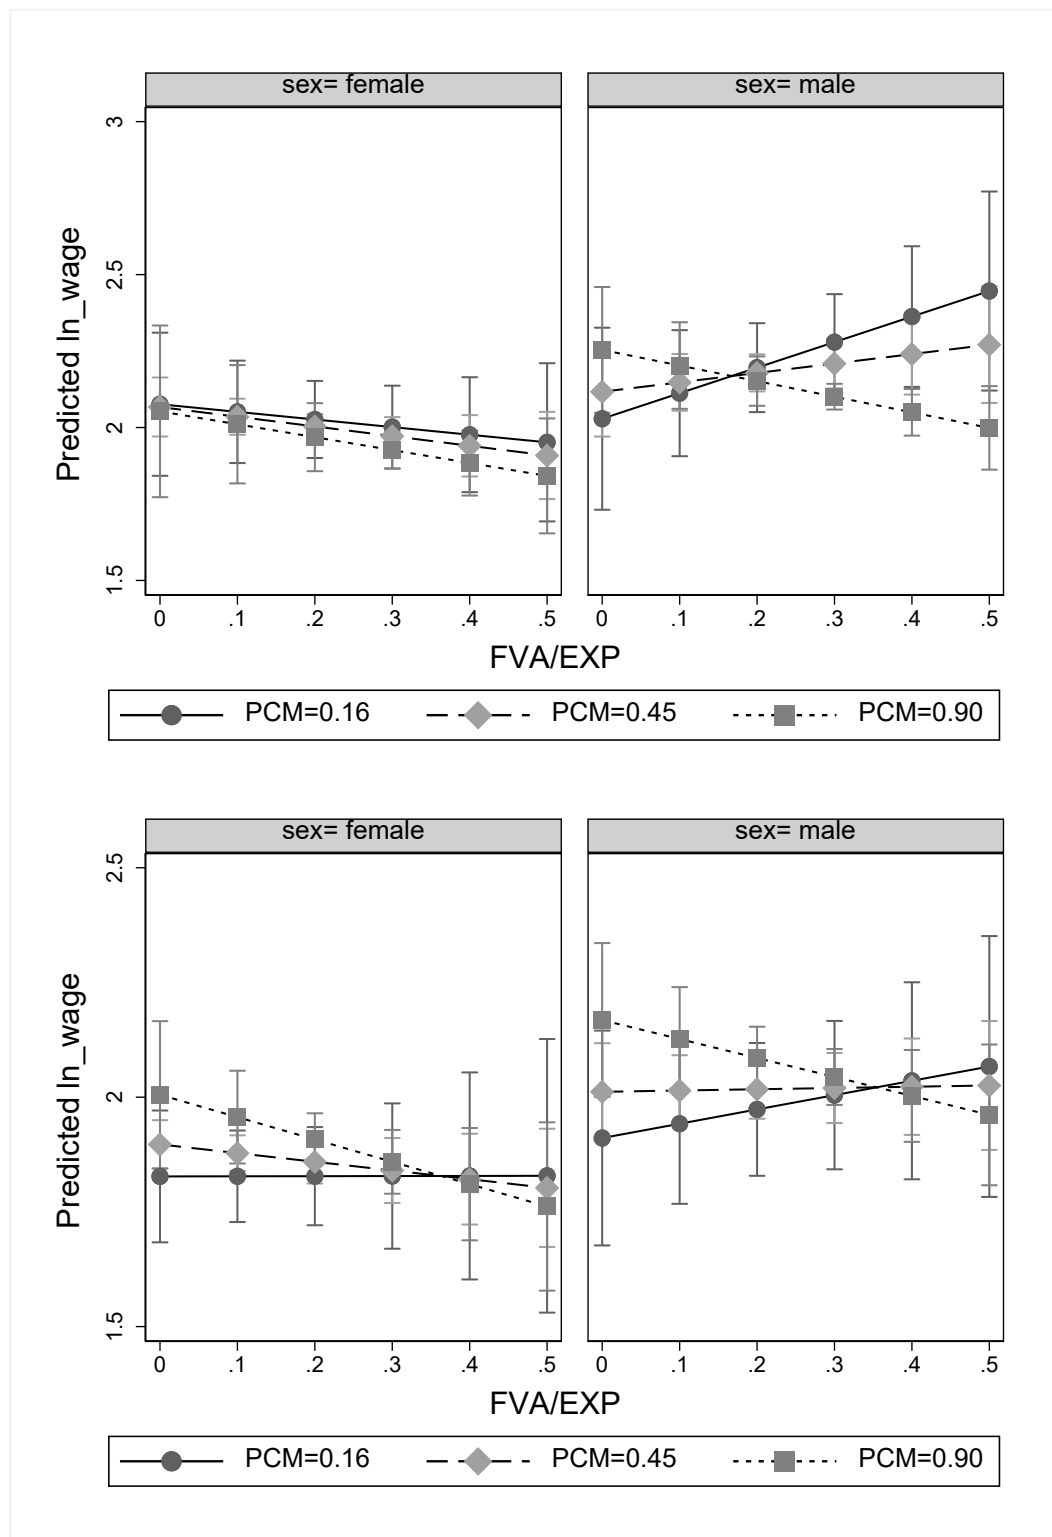 sex= female sex= male
3
2.5
2
1.5
Predicted ln_wage
0 .1 .2 .3 .4 .5 0 .1 .2 .3 .4 .5
FVA/EXP
PCM=0.16 PCM=0.45 PCM=0.90
sex= female sex= male
2.5
2
1.5
Predicted ln_wage
0 .1 .2 .3 .4 .5 0 .1 .2 .3 .4 .5
FVA/EXP
PCM=0.16 PCM=0.45 PCM=0.90